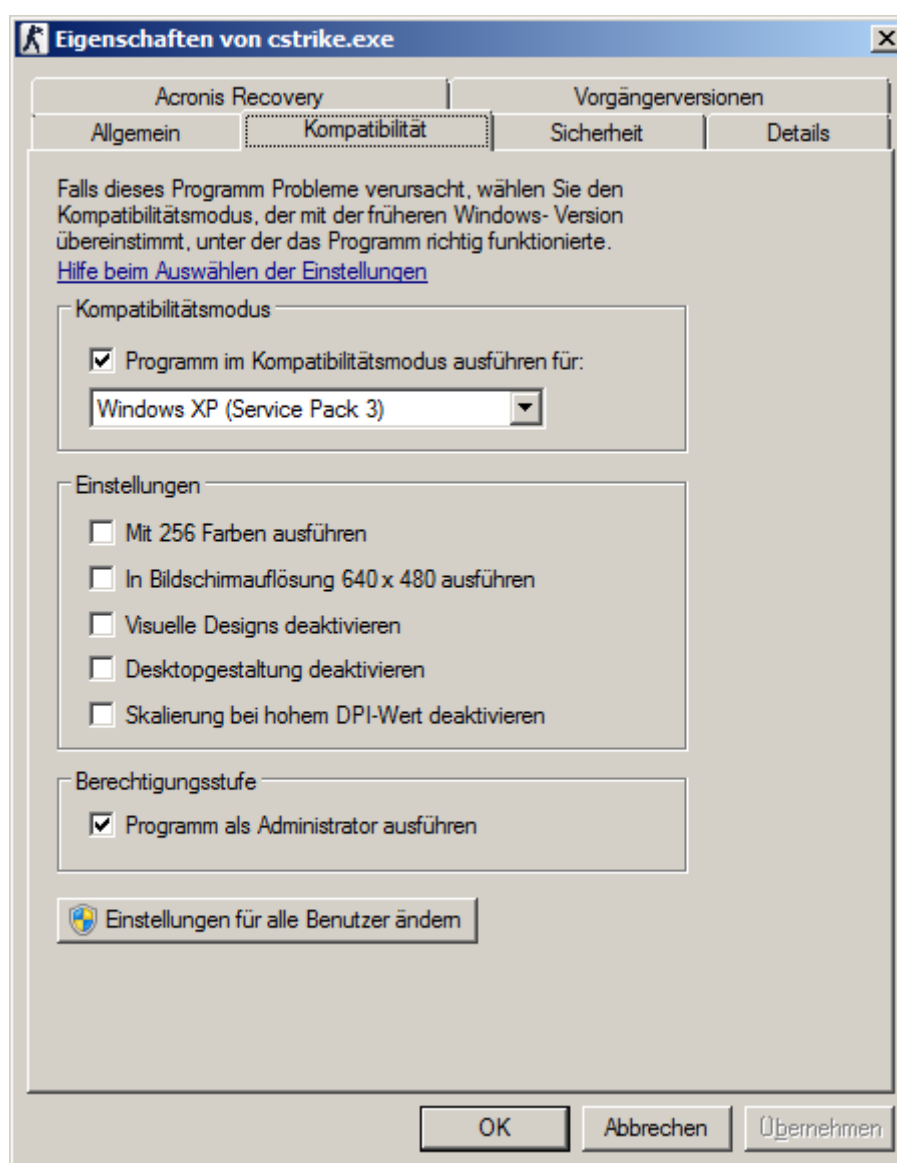 Eigenschaften von cstrike.exe
Acronis Recovery
Vorgängerversionen
Allgemein
Kompatibilität
Sicherheit
Details
Falls dieses Programm Probleme verursacht, wählen Sie den
Kompatibilitätsmodus, der mit der früheren Windows- Version
übereinstimmt, unter der das Programm richtig funktionierte.
Hilfe beim Auswählen der Einstellungen
Kompatibilitätsmodus
Programm im Kompatibilitätsmodus ausführen für:
Windows XP (Service Pack 3)
Einstellungen
Mit 256 Farben ausführen
In Bildschirmauflösung 640 x 480 ausführen
Visuelle Designs deaktivieren
Desktopgestaltung deaktivieren
Skalierung bei hohem DPI-Wert deaktivieren
Berechtigungsstufe
Programm als Administrator ausführen
Einstellungen für alle Benutzer ändern
OK
Abbrechen
Übernehmen